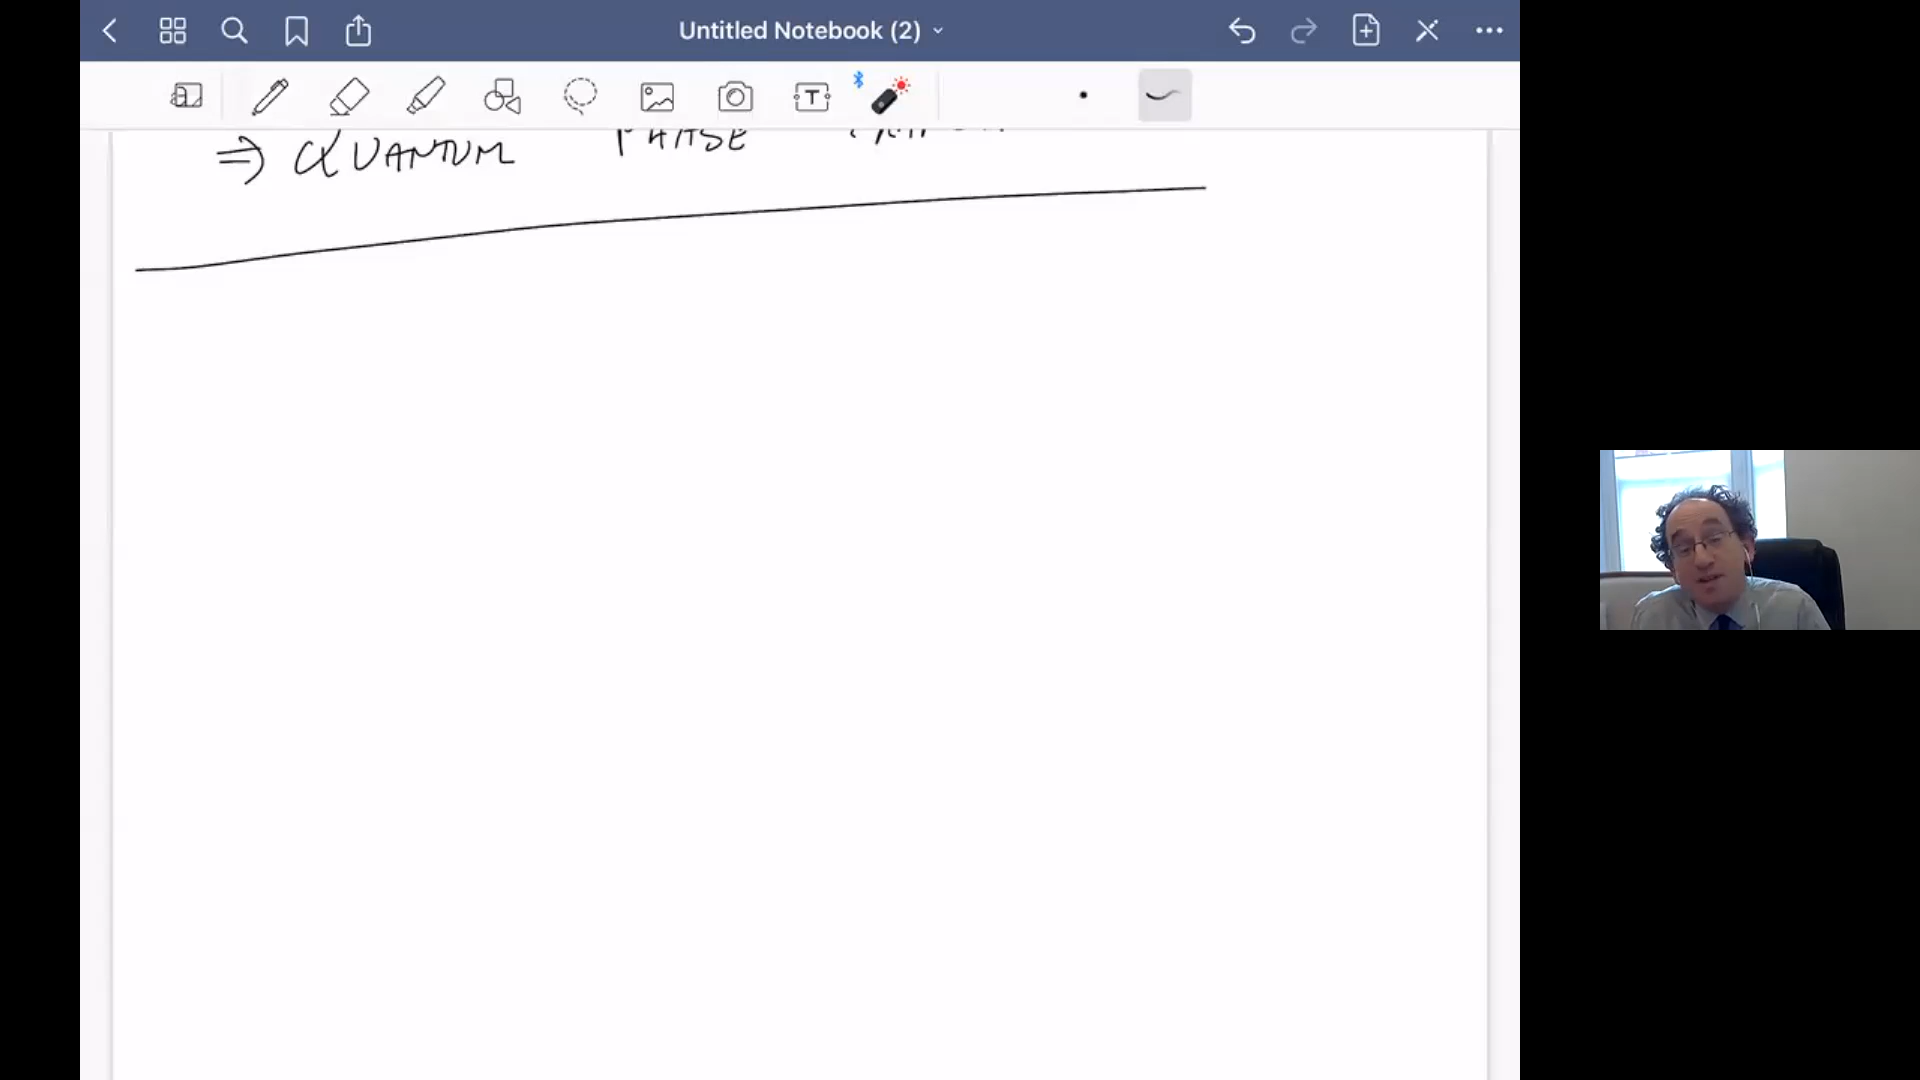 Untitled Notebook (2)
T
⇒ QUANTUM PHASE